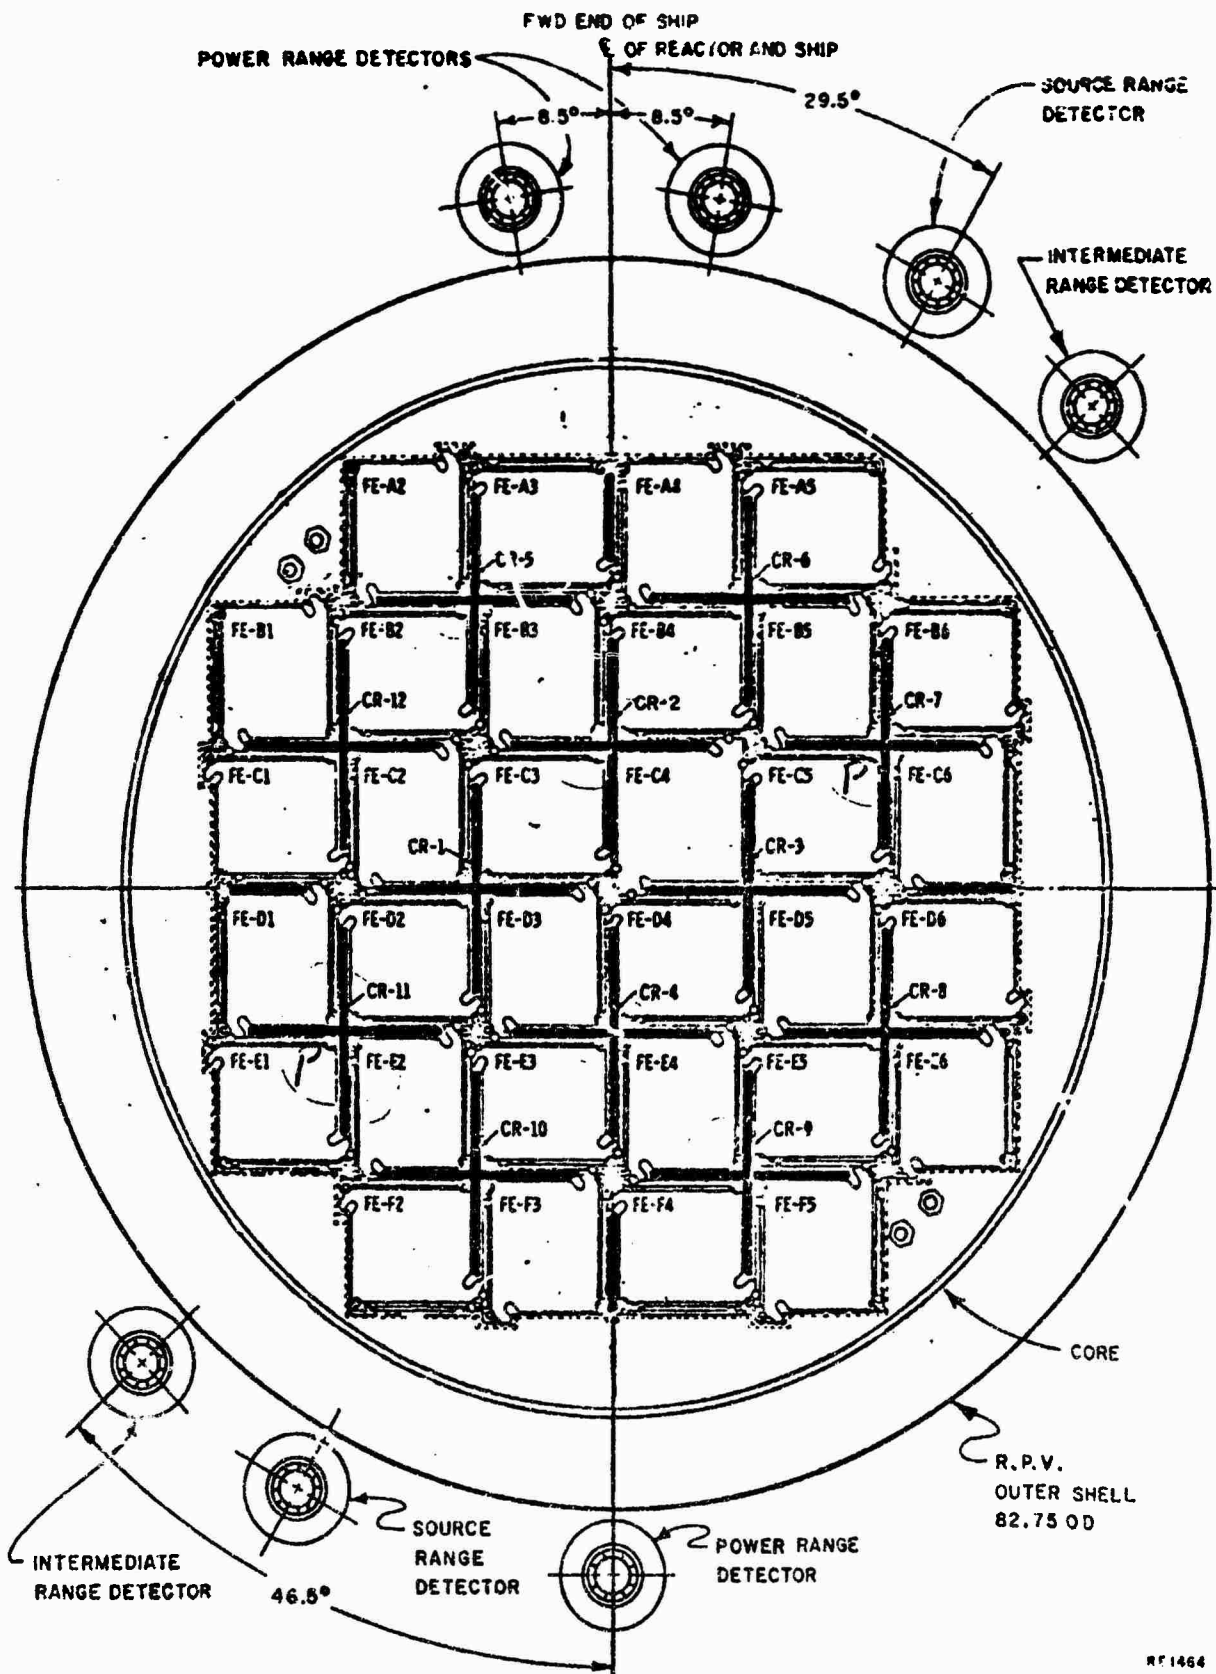 FWD END OF SHIP
℄ OF REACTOR AND SHIP
POWER RANGE DETECTORS
8.5°
8.5°
29.5°
SOURCE RANGE
DETECTOR
INTERMEDIATE
RANGE DETECTOR
FE-A2
FE-A3
FE-A4
FE-A5
CR-5
CR-6
FE-B1
FE-B2
FE-B3
FE-B4
FE-B5
FE-B6
CR-12
CR-2
CR-7
FE-C1
FE-C2
FE-C3
FE-C4
FE-C5
FE-C6
P
CR-1
CR-3
FE-D1
FE-D2
FE-D3
FE-D4
FE-D5
FE-D6
CR-11
CR-4
CR-8
FE-E1
FE-E2
FE-E3
FE-E4
FE-E5
FE-E6
P
CR-10
CR-9
FE-F2
FE-F3
FE-F4
FE-F5
CORE
R.P.V.
OUTER SHELL
82.75 OD
SOURCE
RANGE
DETECTOR
POWER RANGE
DETECTOR
INTERMEDIATE
RANGE DETECTOR
46.5°
RF1464